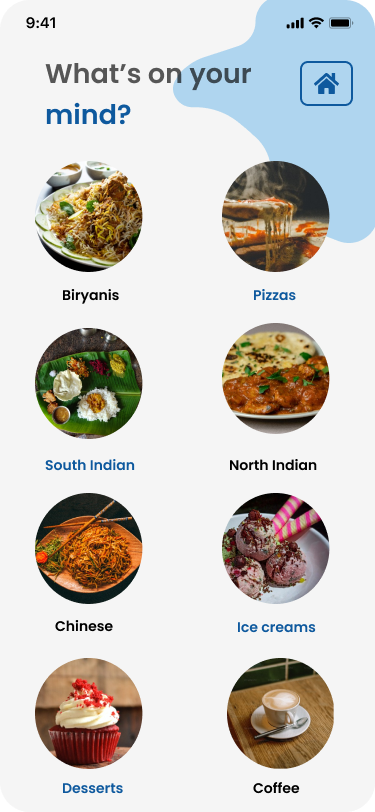 9:41
What's on your
mind?
Biryanis
Pizzas
South Indian
North Indian
Chinese
Ice creams
Desserts
Coffee